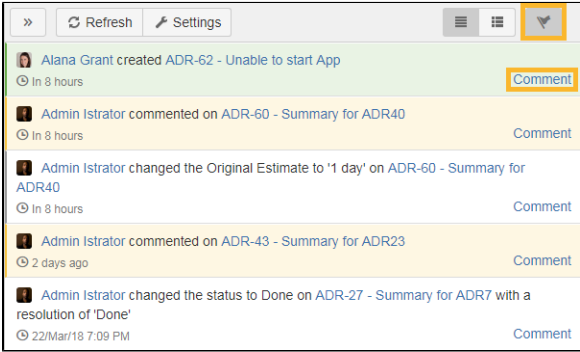 » Refresh Settings
Alana Grant created ADR-62 - Unable to start App
In 8 hours Comment
Admin Istrator commented on ADR-60 - Summary for ADR40
In 8 hours Comment
Admin Istrator changed the Original Estimate to '1 day' on ADR-60 - Summary for
ADR40
In 8 hours Comment
Admin Istrator commented on ADR-43 - Summary for ADR23
2 days ago Comment
Admin Istrator changed the status to Done on ADR-27 - Summary for ADR7 with a
resolution of 'Done'
22/Mar/18 7:09 PM Comment